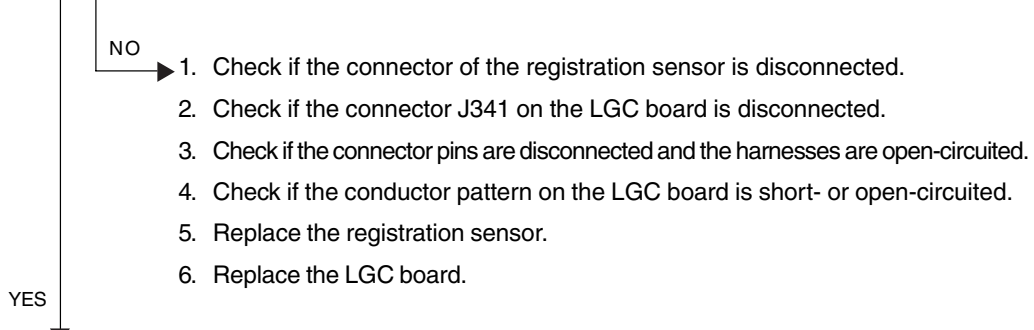 NO
1. Check if the connector of the registration sensor is disconnected.
2. Check if the connector J341 on the LGC board is disconnected.
3. Check if the connector pins are disconnected and the harnesses are open-circuited.
4. Check if the conductor pattern on the LGC board is short- or open-circuited.
5. Replace the registration sensor.
6. Replace the LGC board.
YES